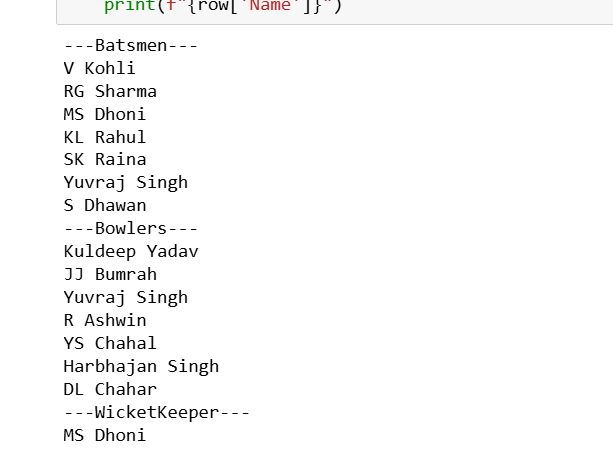 print(f"{row['Name']}")
---Batsmen---
V Kohli
RG Sharma
MS Dhoni
KL Rahul
SK Raina
Yuvraj Singh
S Dhawan
---Bowlers---
Kuldeep Yadav
JJ Bumrah
Yuvraj Singh
R Ashwin
YS Chahal
Harbhajan Singh
DL Chahar
---WicketKeeper---
MS Dhoni